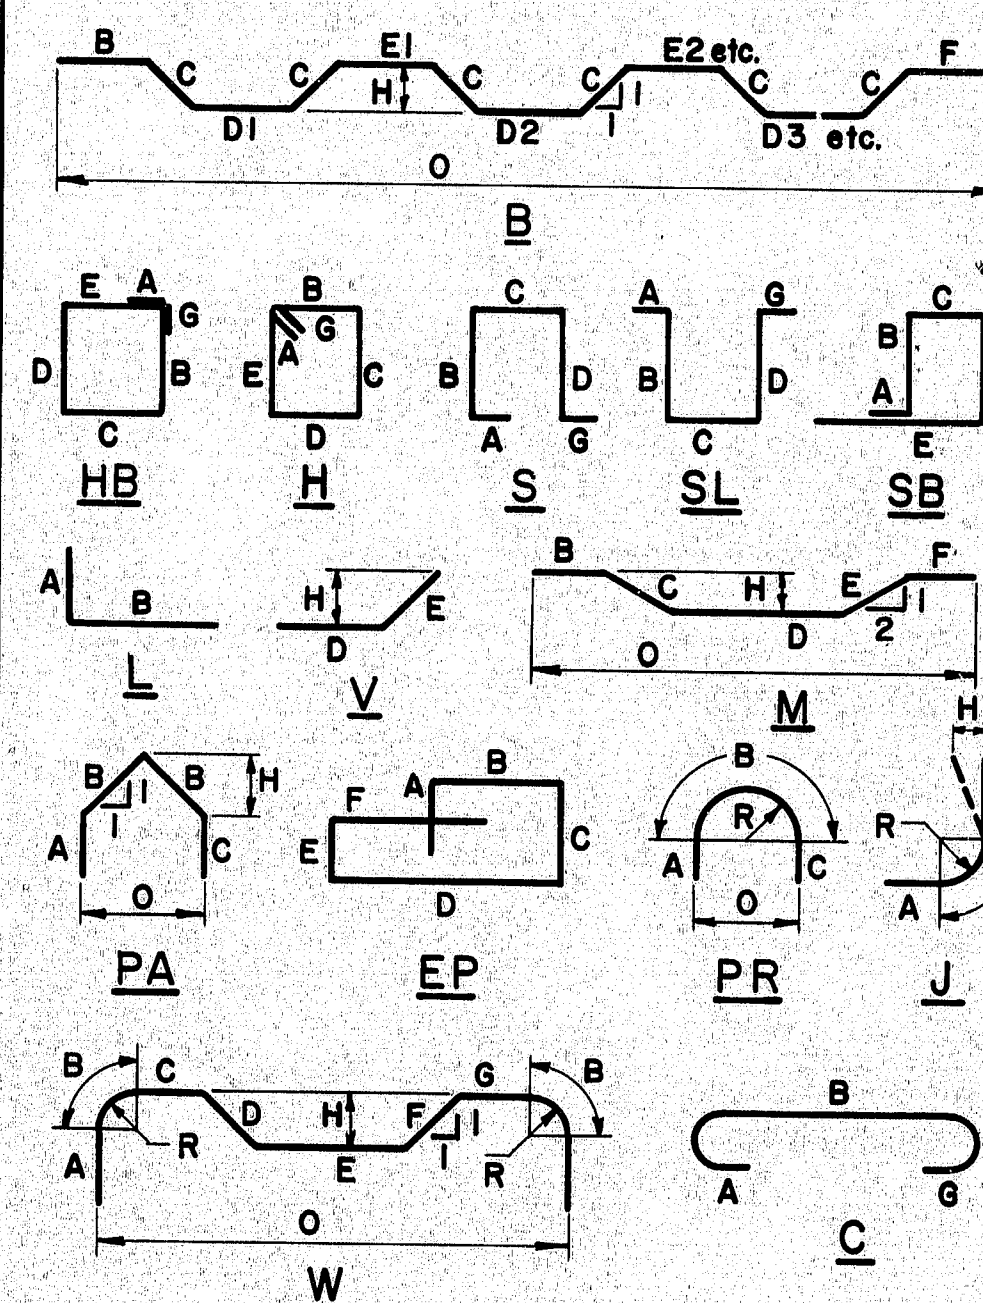 B C C E1 H C C E2 etc. C C F
D1 D2 1 1 D3 etc.
O
B
E A G D B C
HB
B G A E C D
H
C B D A G
S
A G B D C
SL
C B A E
SB
A B
L
H E D
V
B C H E F 1 2 D
O
M
B B 1 1 H A C
O
PA
B A F E C D
EP
B R A C
O
PR
H R A
J
B C G B
D H F 1 1
A R E R
O
W
B
A G
C